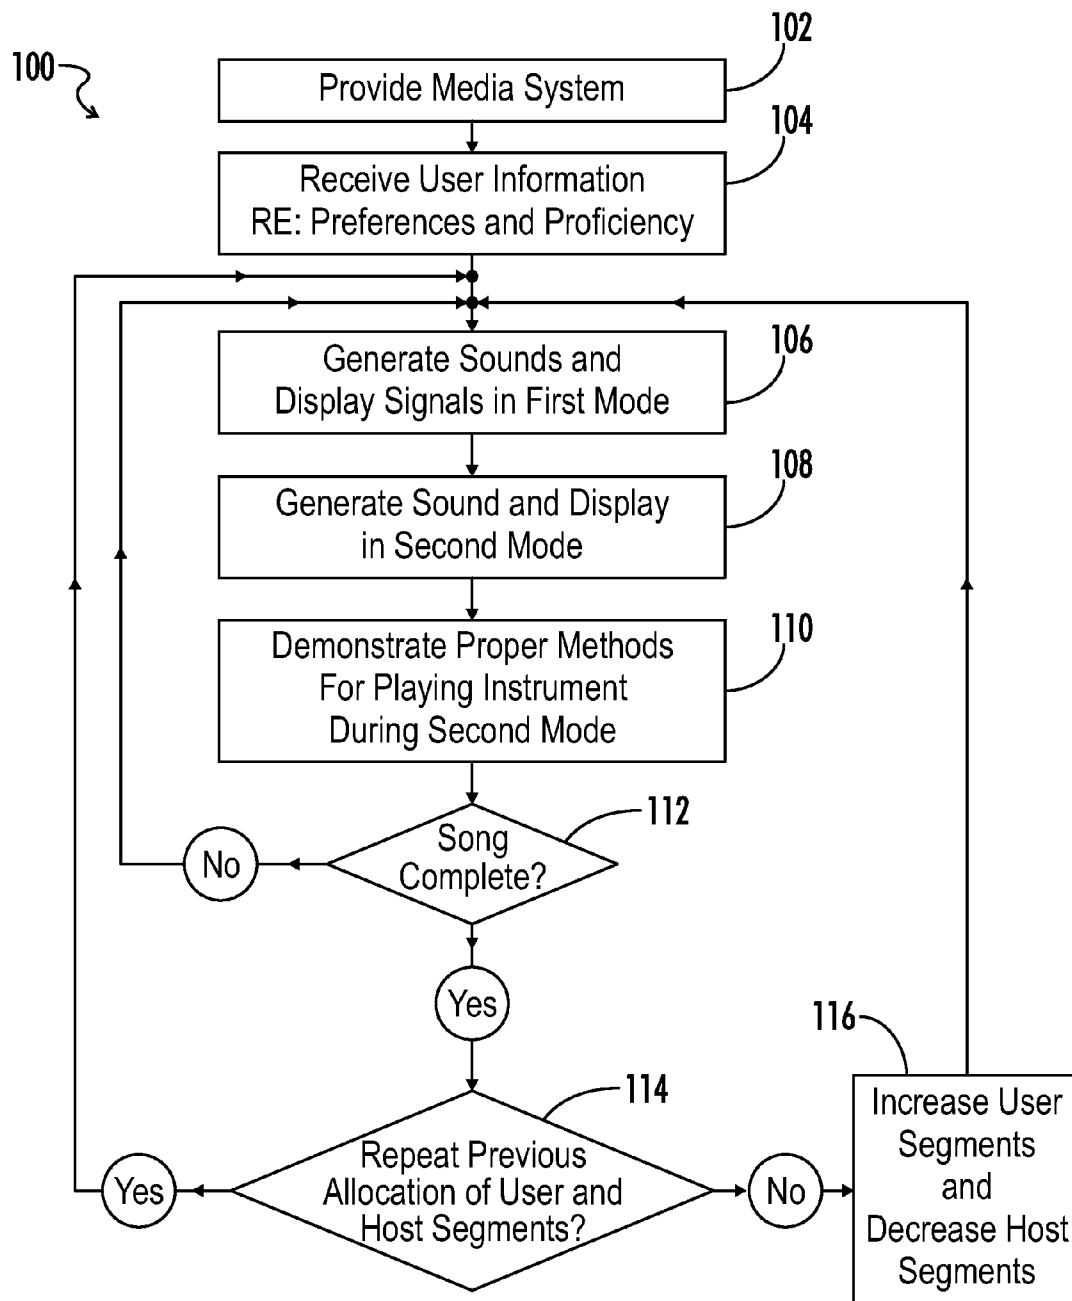 100
102
Provide Media System
104
Receive User Information
RE: Preferences and Proficiency
106
Generate Sounds and
Display Signals in First Mode
108
Generate Sound and Display
in Second Mode
110
Demonstrate Proper Methods
For Playing Instrument
During Second Mode
112
Song
Complete?
No
Yes
114
Repeat Previous
Allocation of User and
Host Segments?
Yes
No
116
Increase User
Segments
and
Decrease Host
Segments